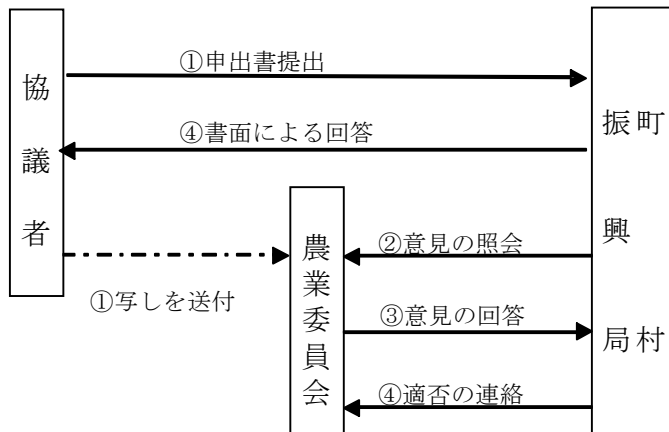 協議者
①申出書提出
④書面による回答
①写しを送付
農業委員会
②意見の照会
③意見の回答
④適否の連絡
町村
振興局